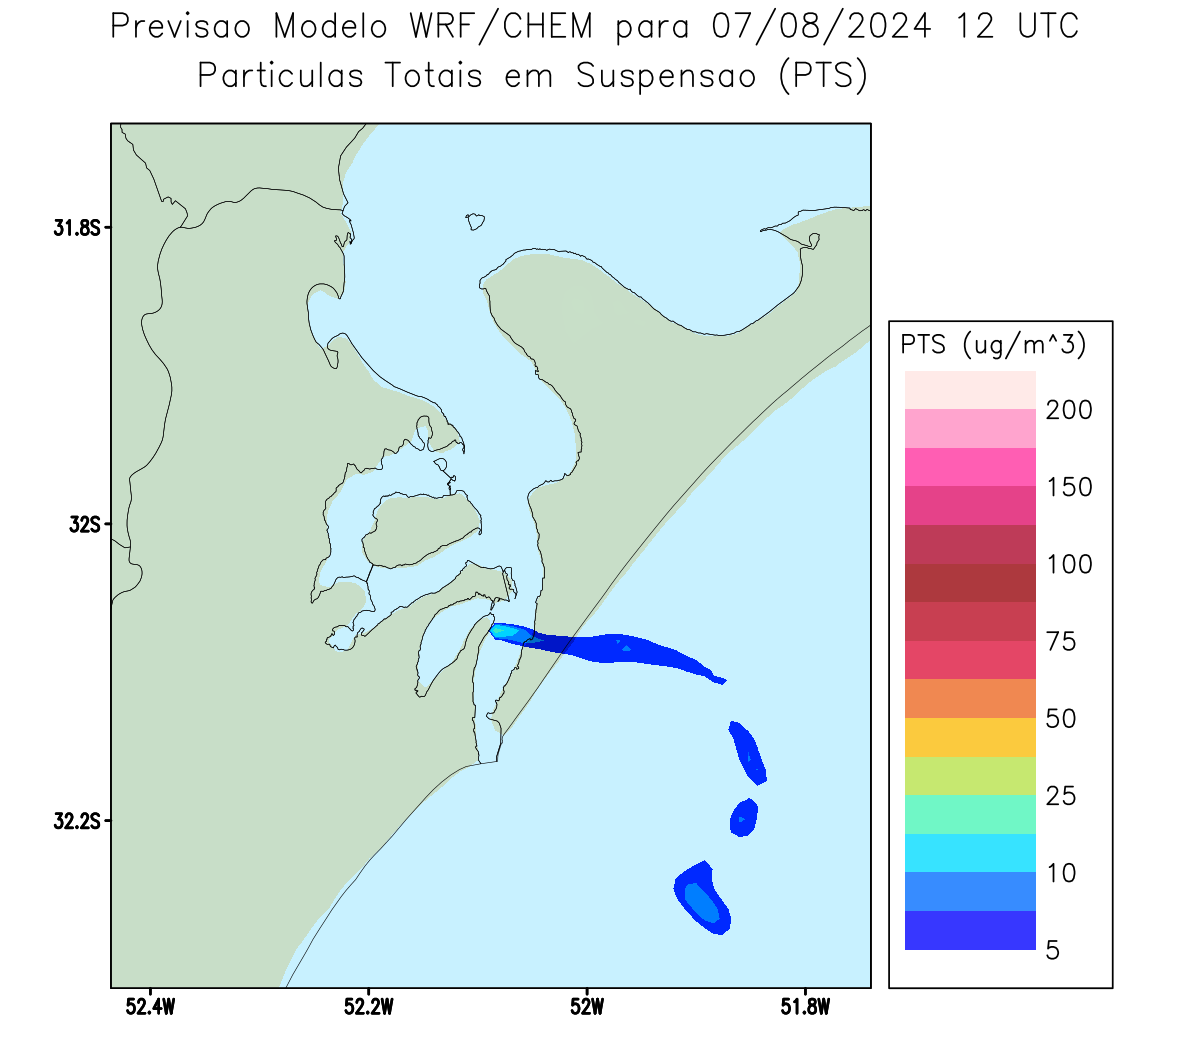 Previsao Modelo WRF/CHEM para 07/08/2024 12 UTC
Particulas Totais em Suspensao (PTS)
31.8S
32S
32.2S
52.4W
52.2W
52W
51.8W
PTS (ug/m^3)
200
150
100
75
50
25
10
5